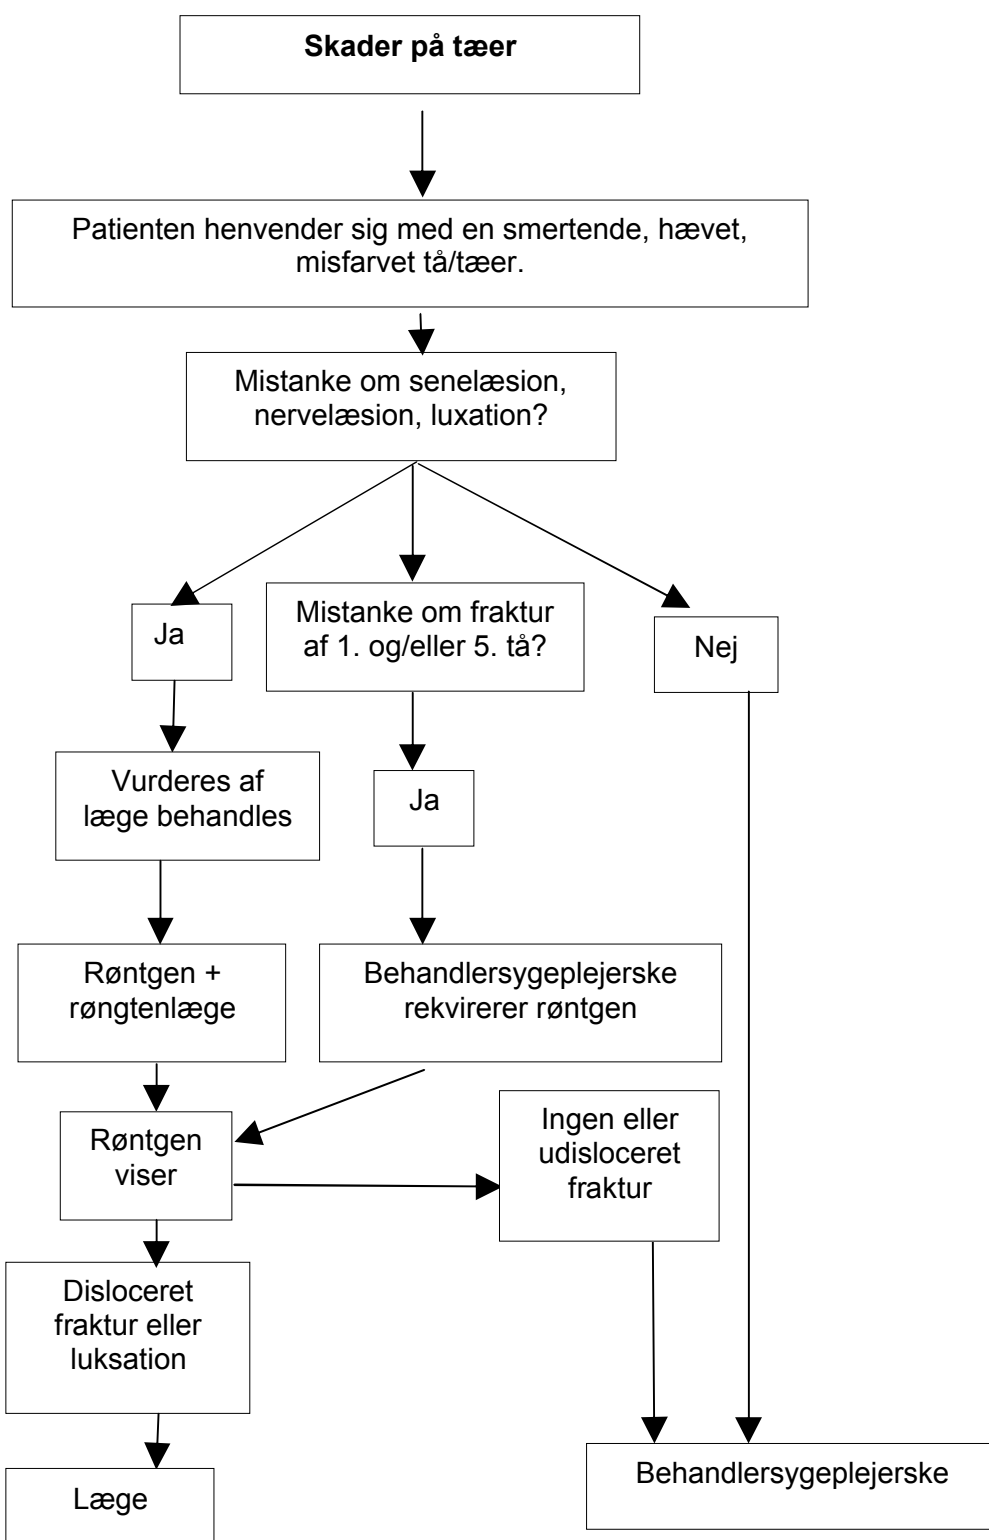 Skader på tæer
Patienten henvender sig med en smertende, hævet,
misfarvet tå/tæer.
Mistanke om senelæsion,
nervelæsion, luxation?
Ja
Mistanke om fraktur
af 1. og/eller 5. tå?
Nej
Vurderes af
læge behandles
Ja
Røntgen +
røngtenlæge
Behandlersygeplejerske
rekvirerer røntgen
Røntgen
viser
Ingen eller
udisloceret
fraktur
Disloceret
fraktur eller
luksation
Læge
Behandlersygeplejerske